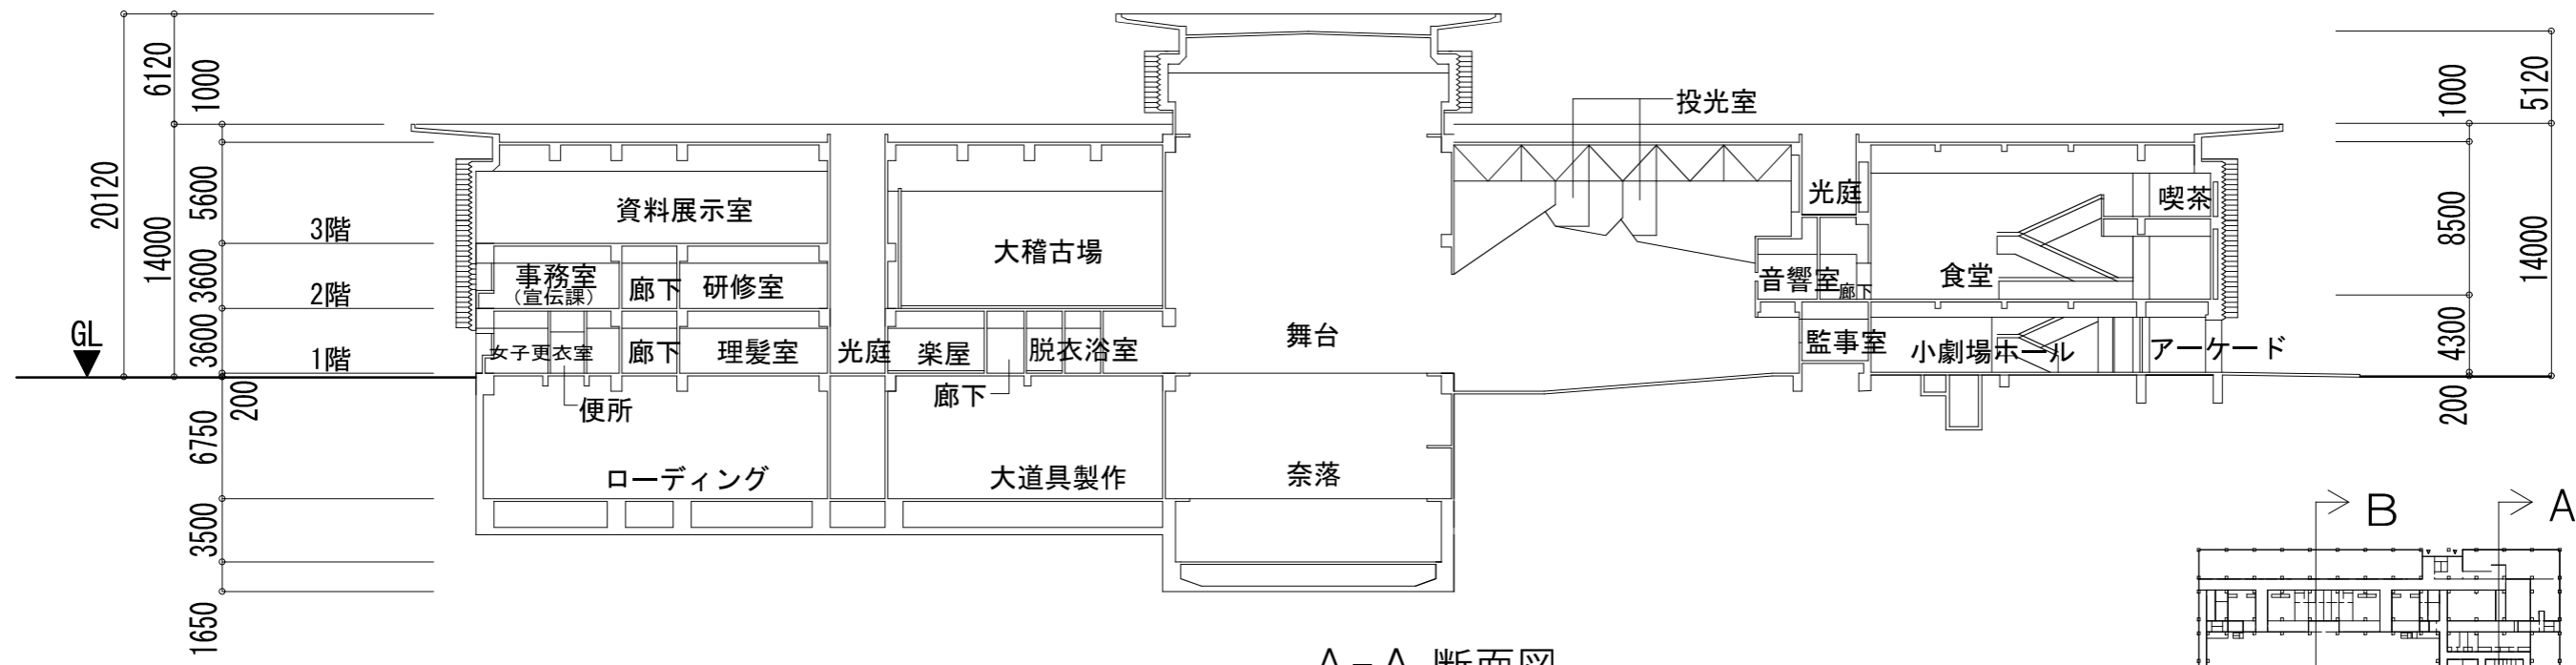 20120
6120
14000
1000
5600
3600
3600
200
6750
3500
1650
GL
3階
2階
1階
資料展示室
事務室
(宣伝課)
廊下
研修室
女子更衣室
廊下
理髪室
光庭
便所
ローディング
大稽古場
楽屋
脱衣浴室
廊下
大道具製作
舞台
奈落
投光室
光庭
音響室
廊下
食堂
喫茶
監事室
小劇場ホール
アーケード
1000
8500
4300
200
5120
14000
B
A
A-A 断面図